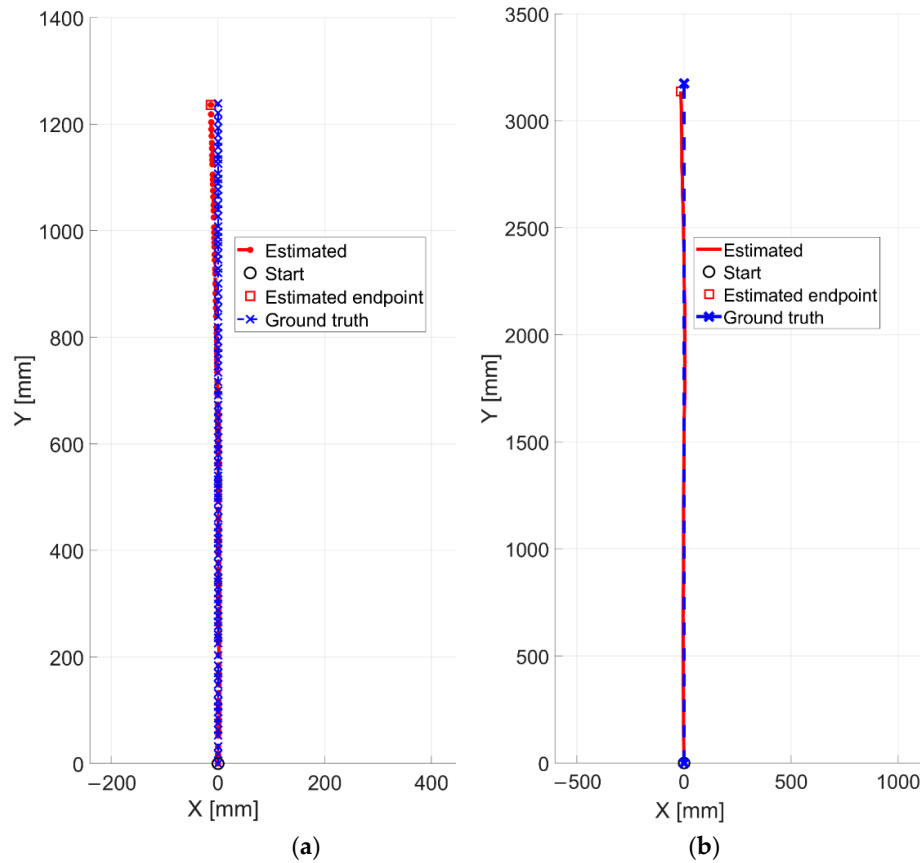 1400
1200
1000
800
600
400
200
0
Y [mm]
Estimated
Start
Estimated endpoint
Ground truth
−200 0 200 400
X [mm]
(a)
3500
3000
2500
2000
1500
1000
500
0
Y [mm]
Estimated
Start
Estimated endpoint
Ground truth
−500 0 500 1000
X [mm]
(b)